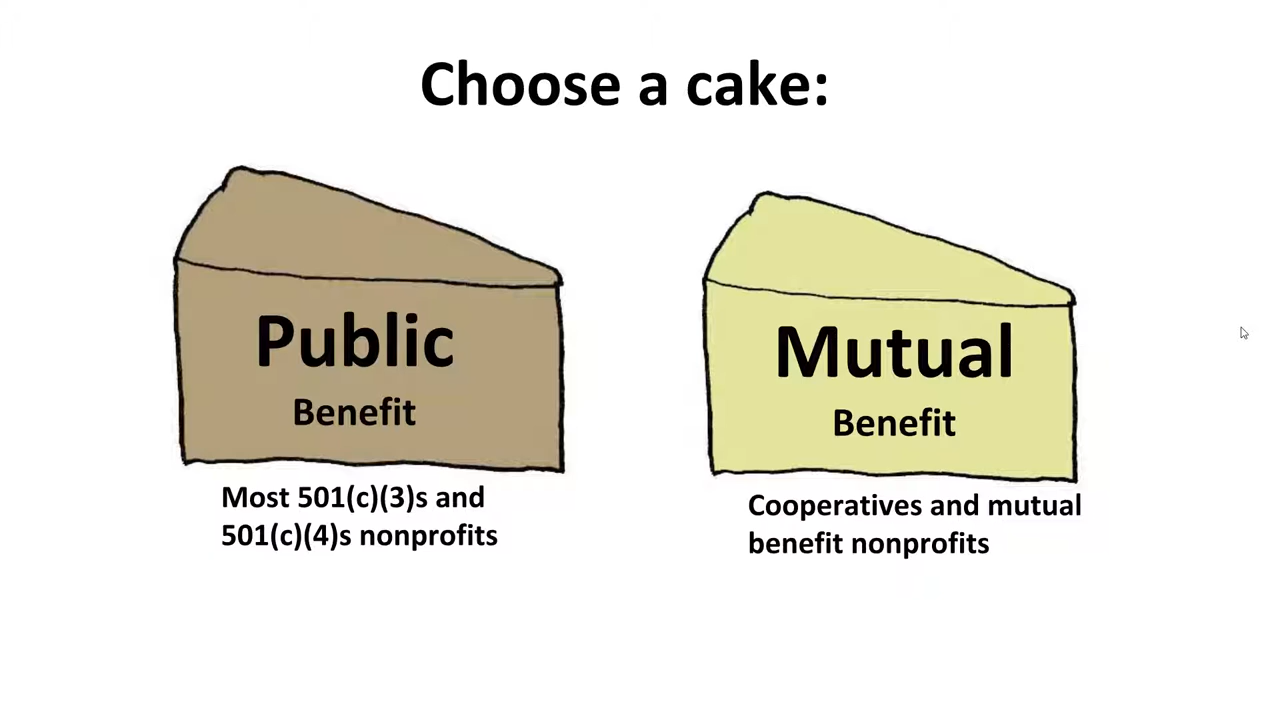 Choose a cake:
Public
Benefit
Most 501(c)(3)s and
501(c)(4)s nonprofits
Mutual
Benefit
Cooperatives and mutual
benefit nonprofits